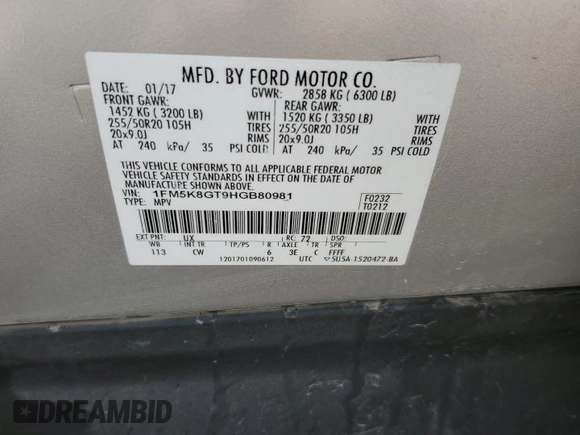 MFD. BY FORD MOTOR CO.
DATE: 01/17 GVWR: 2858 KG ( 6300 LB)
FRONT GAWR: REAR GAWR:
1452 KG ( 3200 LB) WITH 1520 KG ( 3350 LB) WITH
255/50R20 105H TIRES 255/50R20 105H TIRES
20x9.0J RIMS 20x9.0J RIMS
AT 240 kPa/ 35 PSI COLD AT 240 kPa/ 35 PSI COLD
THIS VEHICLE CONFORMS TO ALL APPLICABLE FEDERAL MOTOR
VEHICLE SAFETY STANDARDS IN EFFECT ON THE DATE OF
MANUFACTURE SHOWN ABOVE.
VIN: 1FM5K8GT9HGB80981 F0232
TYPE: MPV T0212
EXT PNT: UX RC: 72 DSO:
WB INT TR TP/PS R AXLE TR SPR
113 CW 6 3E C FFFF
1201701090612 UTC 5U5A-1520472-BA
DREAMBID